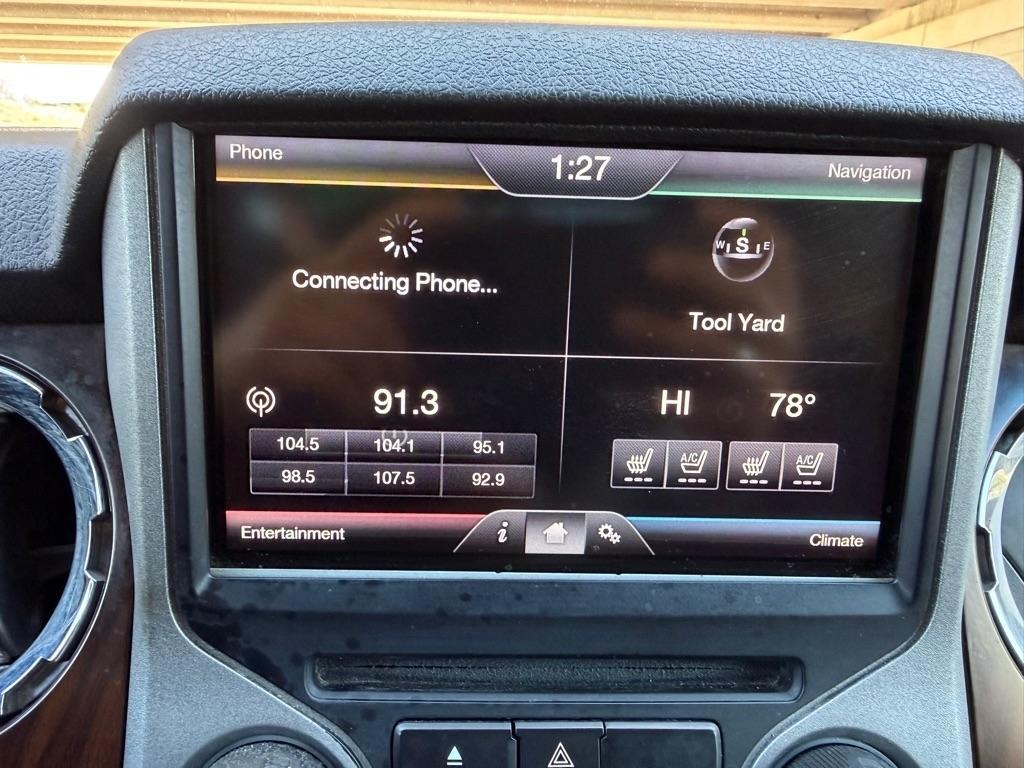 Phone
1:27
Navigation
Connecting Phone...
W S E
Tool Yard
91.3
HI 78°
104.5 104.1 95.1
98.5 107.5 92.9
A/C A/C
Entertainment
i
Climate